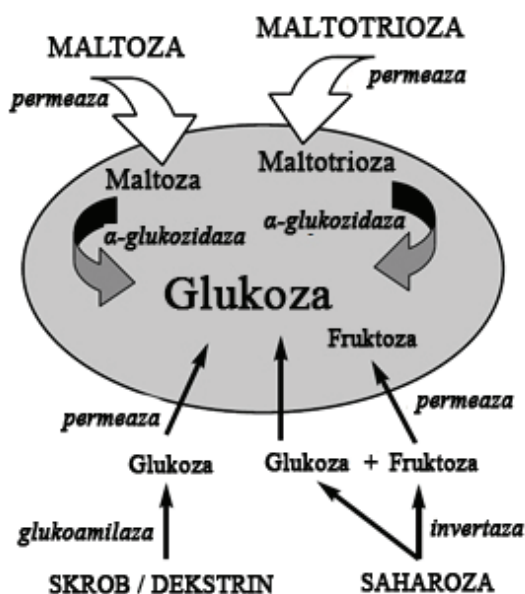 MALTOZA
MALTOTRIOZA
permeaza
permeaza
Maltoza
Maltotrioza
α-glukozidaza
α-glukozidaza
Glukoza
Fruktoza
permeaza
permeaza
Glukoza
Glukoza + Fruktoza
glukoamilaza
invertaza
SKROB / DEKSTRIN
SAHAROZA